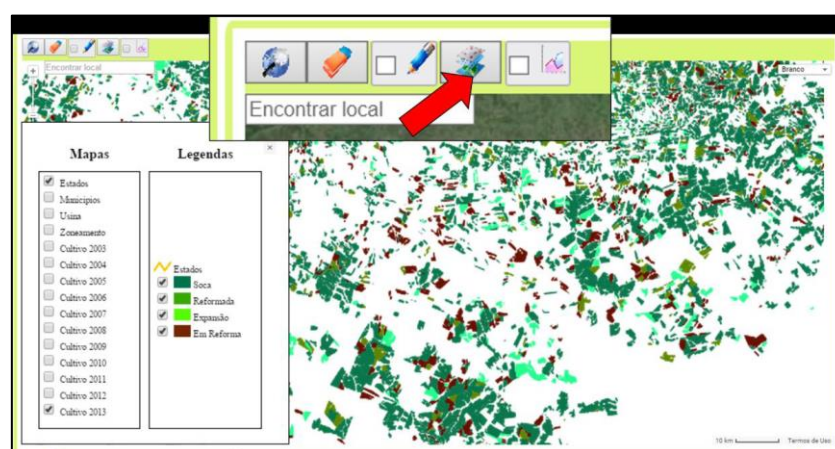 Encontrar local
Encontrar local
Branco
Mapas
Estados
Municipios
Usina
Zoneamento
Cultivo 2003
Cultivo 2004
Cultivo 2005
Cultivo 2006
Cultivo 2007
Cultivo 2008
Cultivo 2009
Cultivo 2010
Cultivo 2011
Cultivo 2012
Cultivo 2013
Legendas
Estados
Soca
Reformada
Expansão
Em Reforma
10 km
Termos de Uso